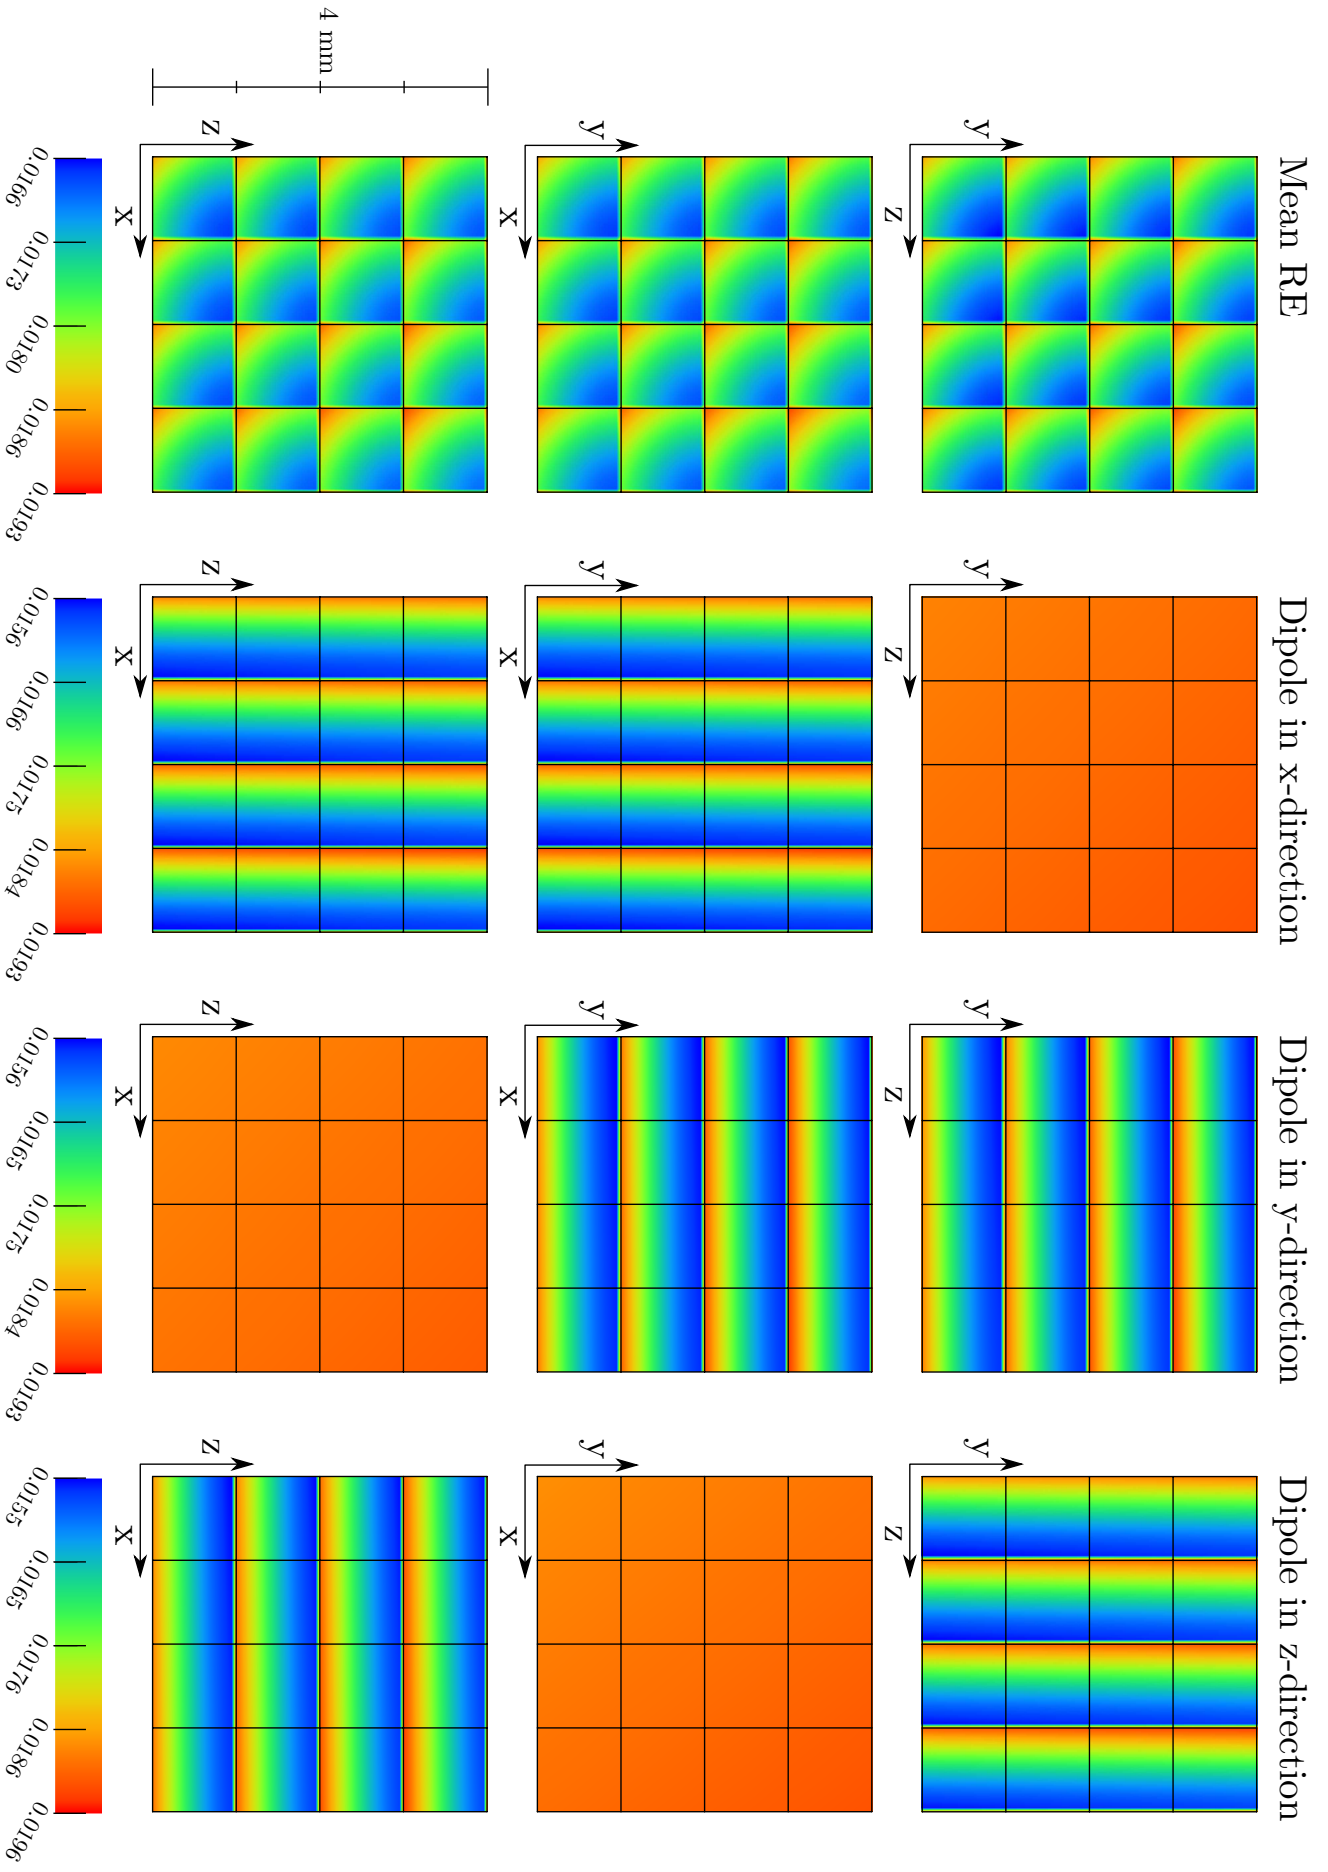 Mean RE
Dipole in x-direction
Dipole in y-direction
Dipole in z-direction
y
z
y
z
y
z
y
z
y
x
y
x
y
x
y
x
4 mm
z
x
z
x
z
x
z
x
0.0166
0.0173
0.0180
0.0186
0.0193
0.0156
0.0166
0.0175
0.0184
0.0193
0.0156
0.0165
0.0175
0.0184
0.0193
0.0155
0.0165
0.0176
0.0186
0.0196